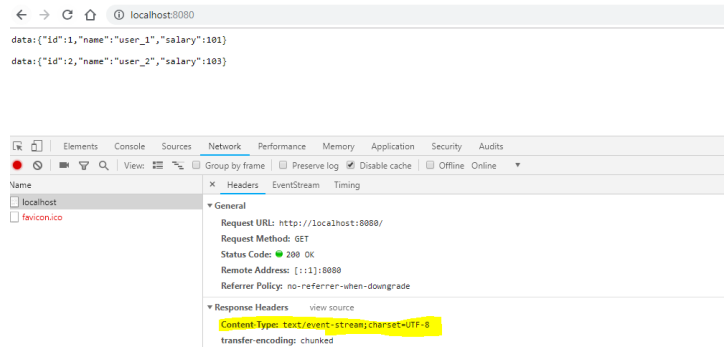 localhost:8080
data:{"id":1,"name":"user_1","salary":101}
data:{"id":2,"name":"user_2","salary":103}
Elements Console Sources Network Performance Memory Application Security Audits
View: Group by frame Preserve log Disable cache Offline Online
Name × Headers EventStream Timing
localhost
favicon.ico
General
Request URL: http://localhost:8080/
Request Method: GET
Status Code: 200 OK
Remote Address: [::1]:8080
Referrer Policy: no-referrer-when-downgrade
Response Headers view source
Content-Type: text/event-stream;charset=UTF-8
transfer-encoding: chunked